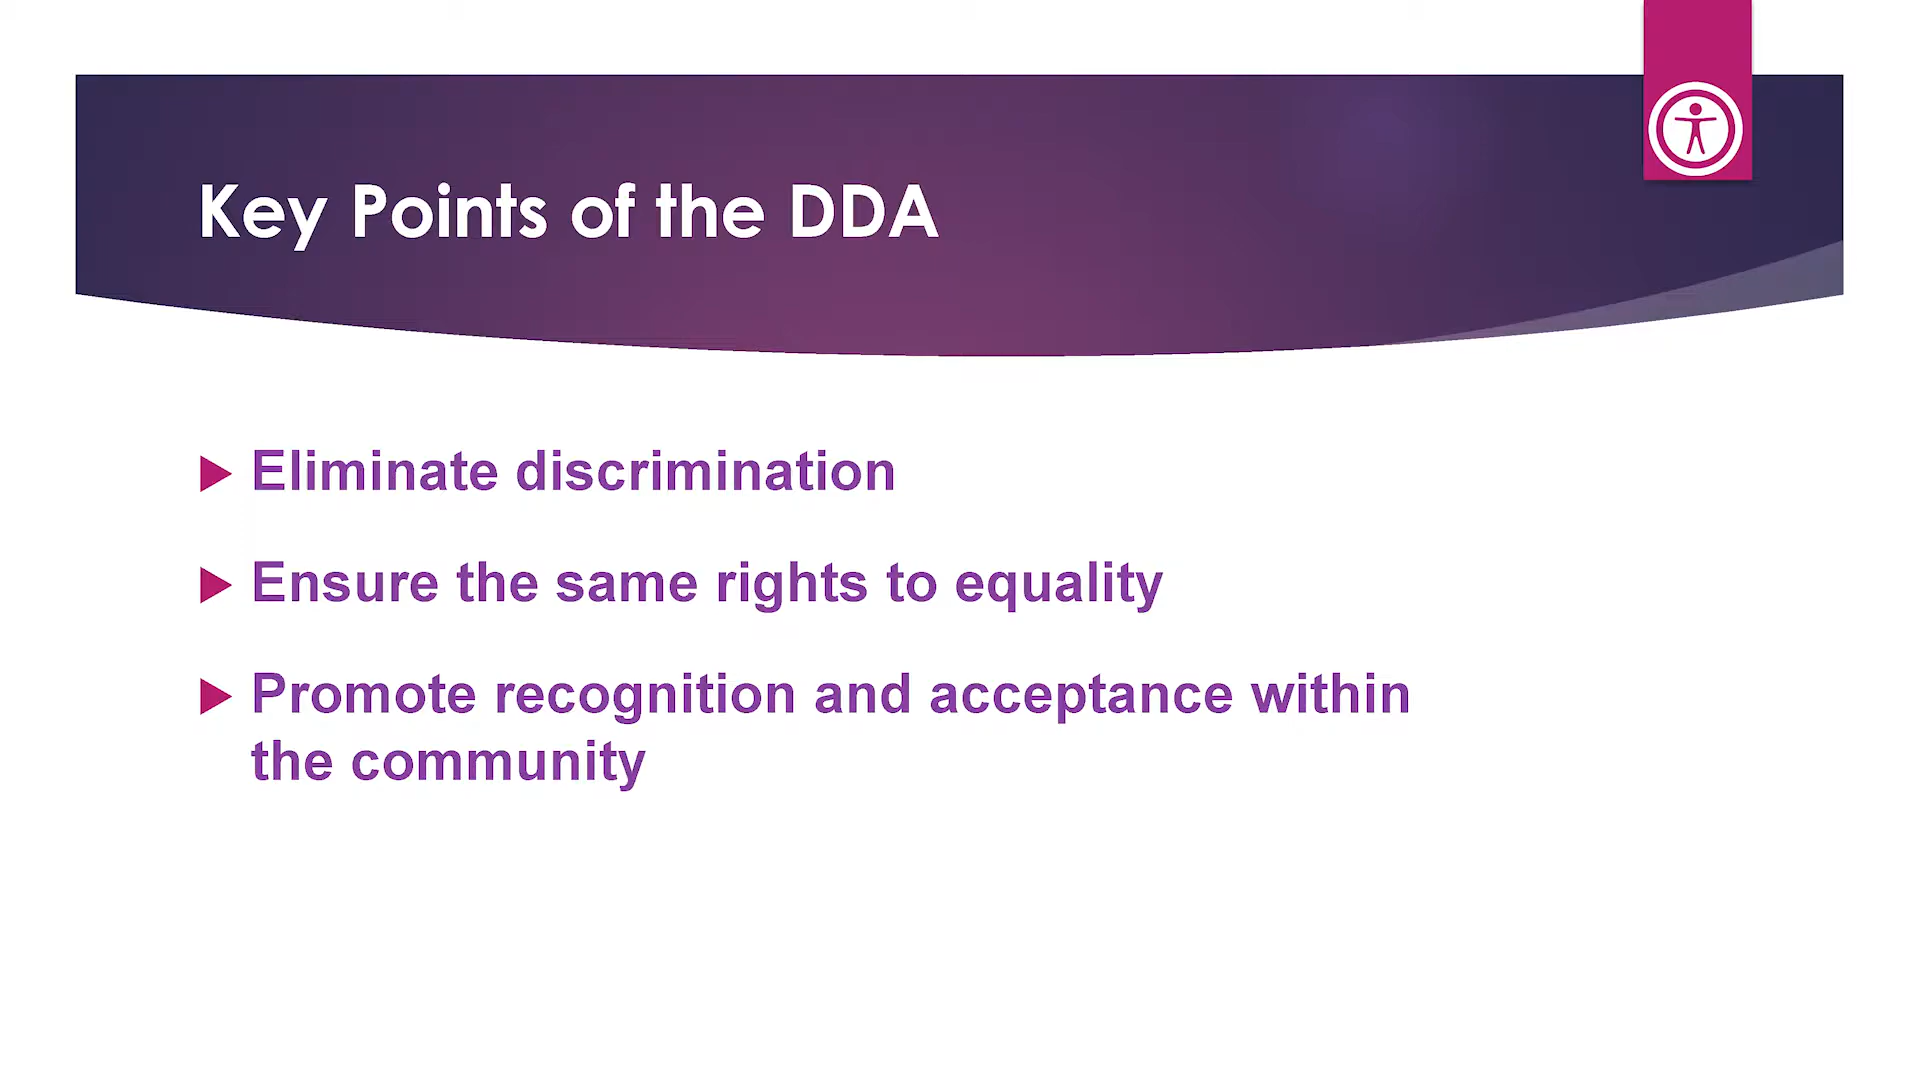 Key Points of the DDA
Eliminate discrimination
Ensure the same rights to equality
Promote recognition and acceptance within
the community